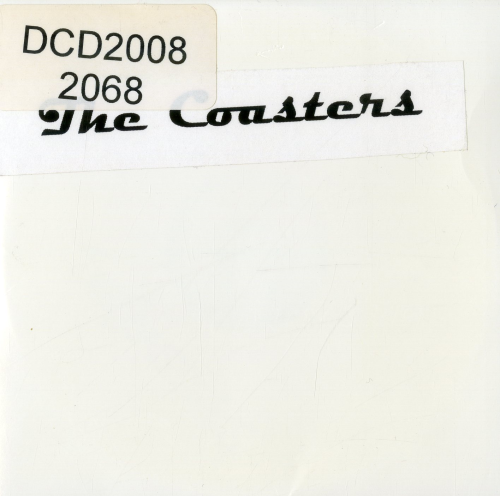 DCD2008
2068
The Coasters